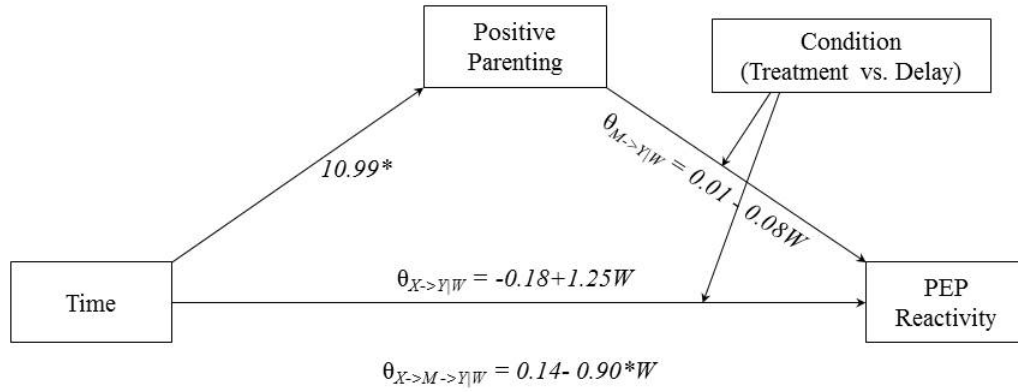 Positive
Parenting
Condition
(Treatment vs. Delay)
10.99*
θM->Y|W = 0.01 - 0.08W
Time
θX->Y|W = -0.18+1.25W
PEP
Reactivity
θX->M->Y|W = 0.14- 0.90*W